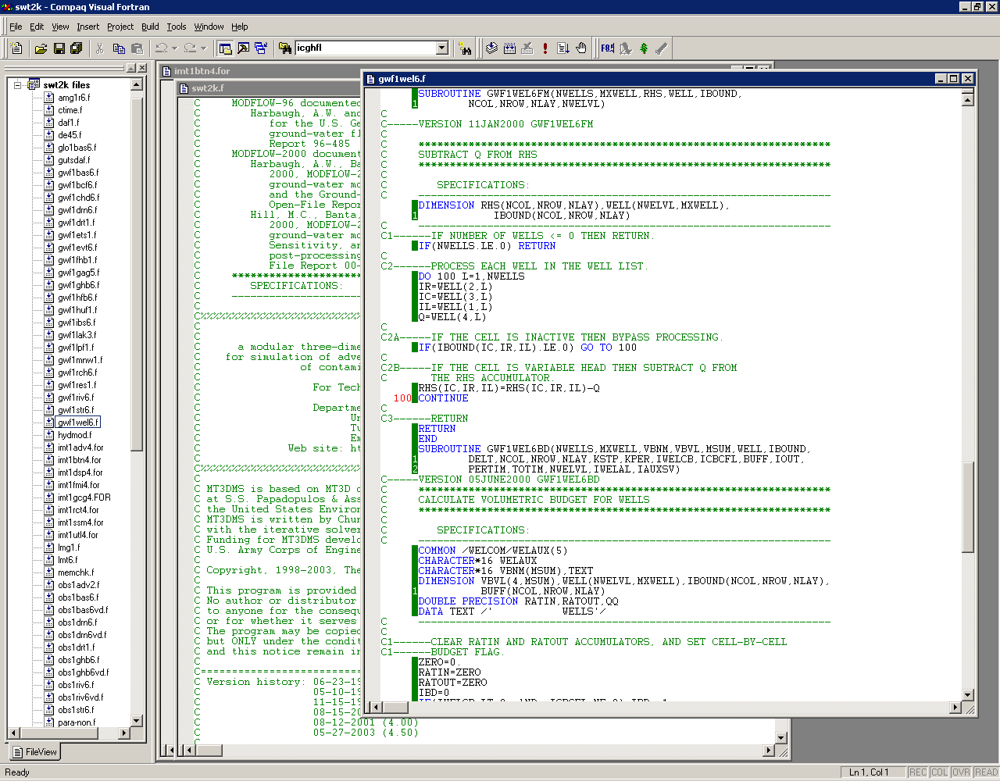 swt2k - Compaq Visual Fortran
File Edit View Insert Project Build Tools Window Help
icghfl
swt2k files
amg1r6.f
ctime.f
daf1.f
de45.f
glo1bas6.f
gutsdaf.f
gwf1bas6.f
gwf1bcf6.f
gwf1chd6.f
gwf1drn6.f
gwf1drt1.f
gwf1ets1.f
gwf1evt6.f
gwf1fhb1.f
gwf1gag5.f
gwf1ghb6.f
gwf1hfb6.f
gwf1huf1.f
gwf1ibs6.f
gwf1lak3.f
gwf1lpf1.f
gwf1mnw1.f
gwf1rch6.f
gwf1res1.f
gwf1riv6.f
gwf1str6.f
gwf1wel6.f
hydmod.f
imt1adv4.for
imt1btn4.for
imt1dsp4.for
imt1fmi4.for
imt1gcg4.FOR
imt1rct4.for
imt1ssm4.for
imt1utl4.for
lmg1.f
lmt6.f
memchk.f
obs1adv2.f
obs1bas6.f
obs1bas6vd.f
obs1drn6.f
obs1drn6vd.f
obs1drt1.f
obs1ghb6.f
obs1ghb6vd.f
obs1riv6.f
obs1riv6vd.f
obs1str6.f
para-non.f
FileView
imt1btn4.for
swt2k.f
C MODFLOW-96 documented
C Harbaugh, A.W. and
C for the U.S. Ge
C ground-water fl
C Report 96-485
C MODFLOW-2000 document
C Harbaugh, A.W., Ba
C 2000, MODFLOW-2
C ground-water mo
C and the Ground-
C Open-File Repor
C Hill, M.C., Banta,
C 2000, MODFLOW-2
C ground-water mo
C Sensitivity, an
C post-processing
C File Report 00-
C *********************
C SPECIFICATIONS:
C ---------------------
C
C%%%%%%%%%%%%%%%%%%%%%%%%%%
C
C
C a modular three-dime
C for simulation of adve
C of contami
C
C For Tech
C
C Departme
C Un
C Tu
C Em
C Web site: ht
C
C%%%%%%%%%%%%%%%%%%%%%%%%%%
C
C MT3DMS is based on MT3D o
C at S.S. Papadopulos & Ass
C the United States Environ
C MT3DMS is written by Chun
C with the iterative solver
C Funding for MT3DMS develo
C U.S. Army Corps of Engine
C
C Copyright, 1998-2003, The
C
C This program is provided
C No author or distributor
C to anyone for the consequ
C or for whether it serves
C The program may be copied
C but ONLY under the condit
C and this notice remain in
C
C==========================
C Version history: 06-23-19
C 05-10-19
C 11-15-19
C 08-15-20
C 08-12-2001 (4.00)
C 05-27-2003 (4.50)
C
gwf1wel6.f
SUBROUTINE GWF1WEL6FM(NWELLS,MXWELL,RHS,WELL,IBOUND,
1 NCOL,NROW,NLAY,NWELVL)
C
C-----VERSION 11JAN2000 GWF1WEL6FM
C
C ******************************************************************
C SUBTRACT Q FROM RHS
C ******************************************************************
C
C SPECIFICATIONS:
C ------------------------------------------------------------------
DIMENSION RHS(NCOL,NROW,NLAY),WELL(NWELVL,MXWELL),
1 IBOUND(NCOL,NROW,NLAY)
C ------------------------------------------------------------------
C1------IF NUMBER OF WELLS <= 0 THEN RETURN.
IF(NWELLS.LE.0) RETURN
C
C2------PROCESS EACH WELL IN THE WELL LIST.
DO 100 L=1,NWELLS
IR=WELL(2,L)
IC=WELL(3,L)
IL=WELL(1,L)
Q=WELL(4,L)
C
C2A-----IF THE CELL IS INACTIVE THEN BYPASS PROCESSING.
IF(IBOUND(IC,IR,IL).LE.0) GO TO 100
C
C2B-----IF THE CELL IS VARIABLE HEAD THEN SUBTRACT Q FROM
C THE RHS ACCUMULATOR.
RHS(IC,IR,IL)=RHS(IC,IR,IL)-Q
100 CONTINUE
C
C3------RETURN
RETURN
END
SUBROUTINE GWF1WEL6BD(NWELLS,MXWELL,VBNM,VBVL,MSUM,WELL,IBOUND,
1 DELT,NCOL,NROW,NLAY,KSTP,KPER,IWELCB,ICBCFL,BUFF,IOUT,
2 PERTIM,TOTIM,NWELVL,IWELAL,IAUXSV)
C-----VERSION 05JUNE2000 GWF1WEL6BD
C ******************************************************************
C CALCULATE VOLUMETRIC BUDGET FOR WELLS
C ******************************************************************
C
C SPECIFICATIONS:
C ------------------------------------------------------------------
COMMON /WELCOM/WELAUX(5)
CHARACTER*16 WELAUX
CHARACTER*16 VBNM(MSUM),TEXT
DIMENSION VBVL(4,MSUM),WELL(NWELVL,MXWELL),IBOUND(NCOL,NROW,NLAY),
1 BUFF(NCOL,NROW,NLAY)
DOUBLE PRECISION RATIN,RATOUT,QQ
DATA TEXT /' WELLS'/
C ------------------------------------------------------------------
C
C1------CLEAR RATIN AND RATOUT ACCUMULATORS, AND SET CELL-BY-CELL
C1------BUDGET FLAG.
ZERO=0.
RATIN=ZERO
RATOUT=ZERO
IBD=0
Ready
Ln 1, Col 1
REC COL OVR READ